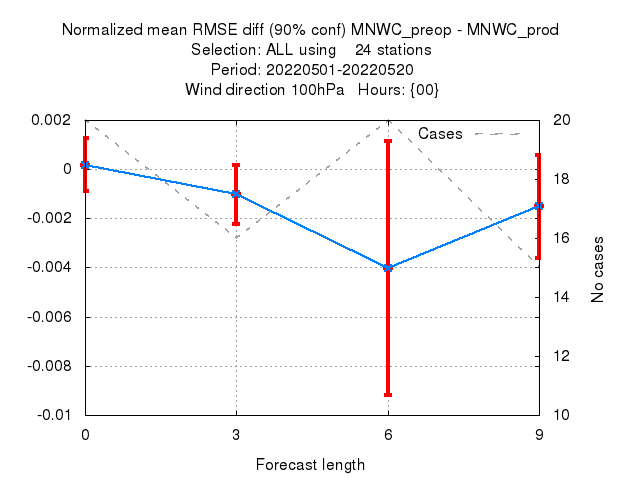 Normalized mean RMSE diff (90% conf) MNWC_preop - MNWC_prod
Selection: ALL using    24 stations
Period: 20220501-20220520
Wind direction 100hPa   Hours: {00}
Cases
0.002
0
-0.002
-0.004
-0.006
-0.008
-0.01
20
18
16
14
12
10
No cases
0 3 6 9
Forecast length